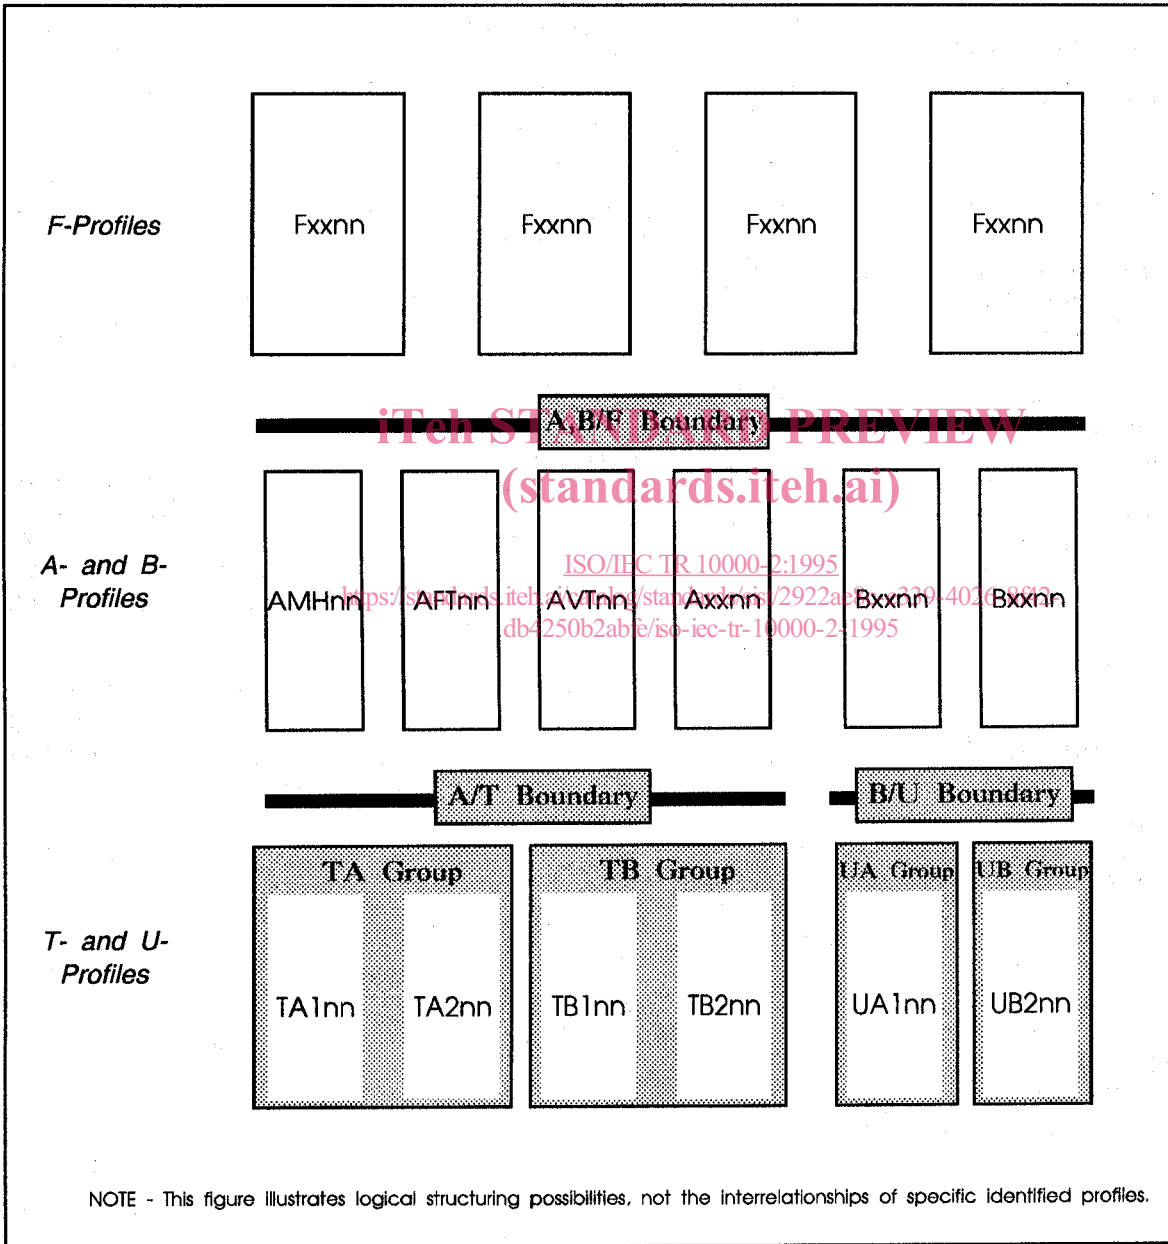 Fxxnn Fxxnn Fxxnn Fxxnn
F-Profiles
A,B/F Boundary
iTeh STANDARD PREVIEW
(standards.iteh.ai)
ISO/IEC TR 10000-2:1995
A- and B-
Profiles
AMHnn AFTnn AVTnn Axxnn Bxxnn Bxxnn
db4250b2abfe/iso-iec-tr-10000-2-1995
A/T Boundary B/U Boundary
TA Group TB Group UA Group UB Group
T- and U-
Profiles
TA1nn TA2nn TB1nn TB2nn UA1nn UB2nn
NOTE - This figure illustrates logical structuring possibilities, not the interrelationships of specific identified profiles.